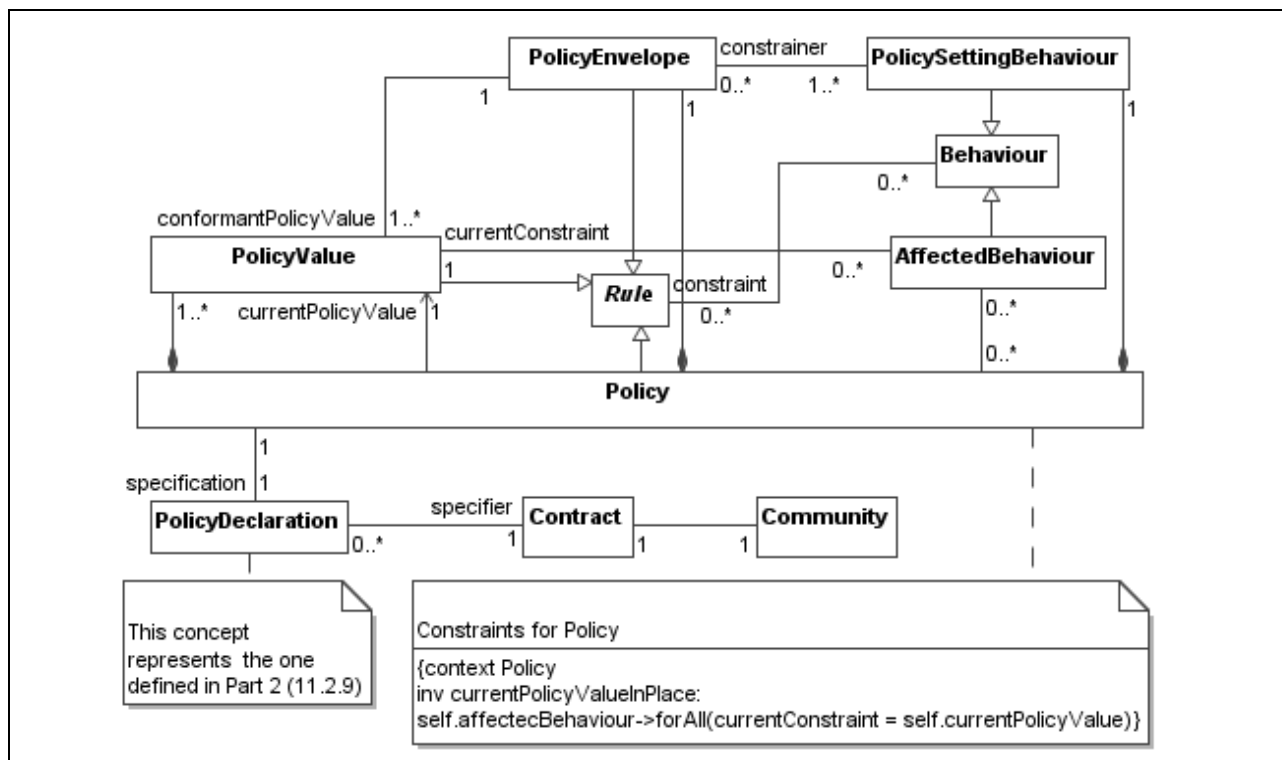 PolicyEnvelope
constrainer
PolicySettingBehaviour
1
0..*
1..*
1
1
Behaviour
0..*
conformantPolicyValue
1..*
currentConstraint
PolicyValue
1
0..*
AffectedBehaviour
Rule
constraint
0..*
1..*
currentPolicyValue
1
0..*
0..*
Policy
1
specification
1
PolicyDeclaration
0..*
specifier
1
Contract
1
1
Community
This concept
represents the one
defined in Part 2 (11.2.9)
Constraints for Policy
{context Policy
inv currentPolicyValueInPlace:
self.affectecBehaviour->forAll(currentConstraint = self.currentPolicyValue)}